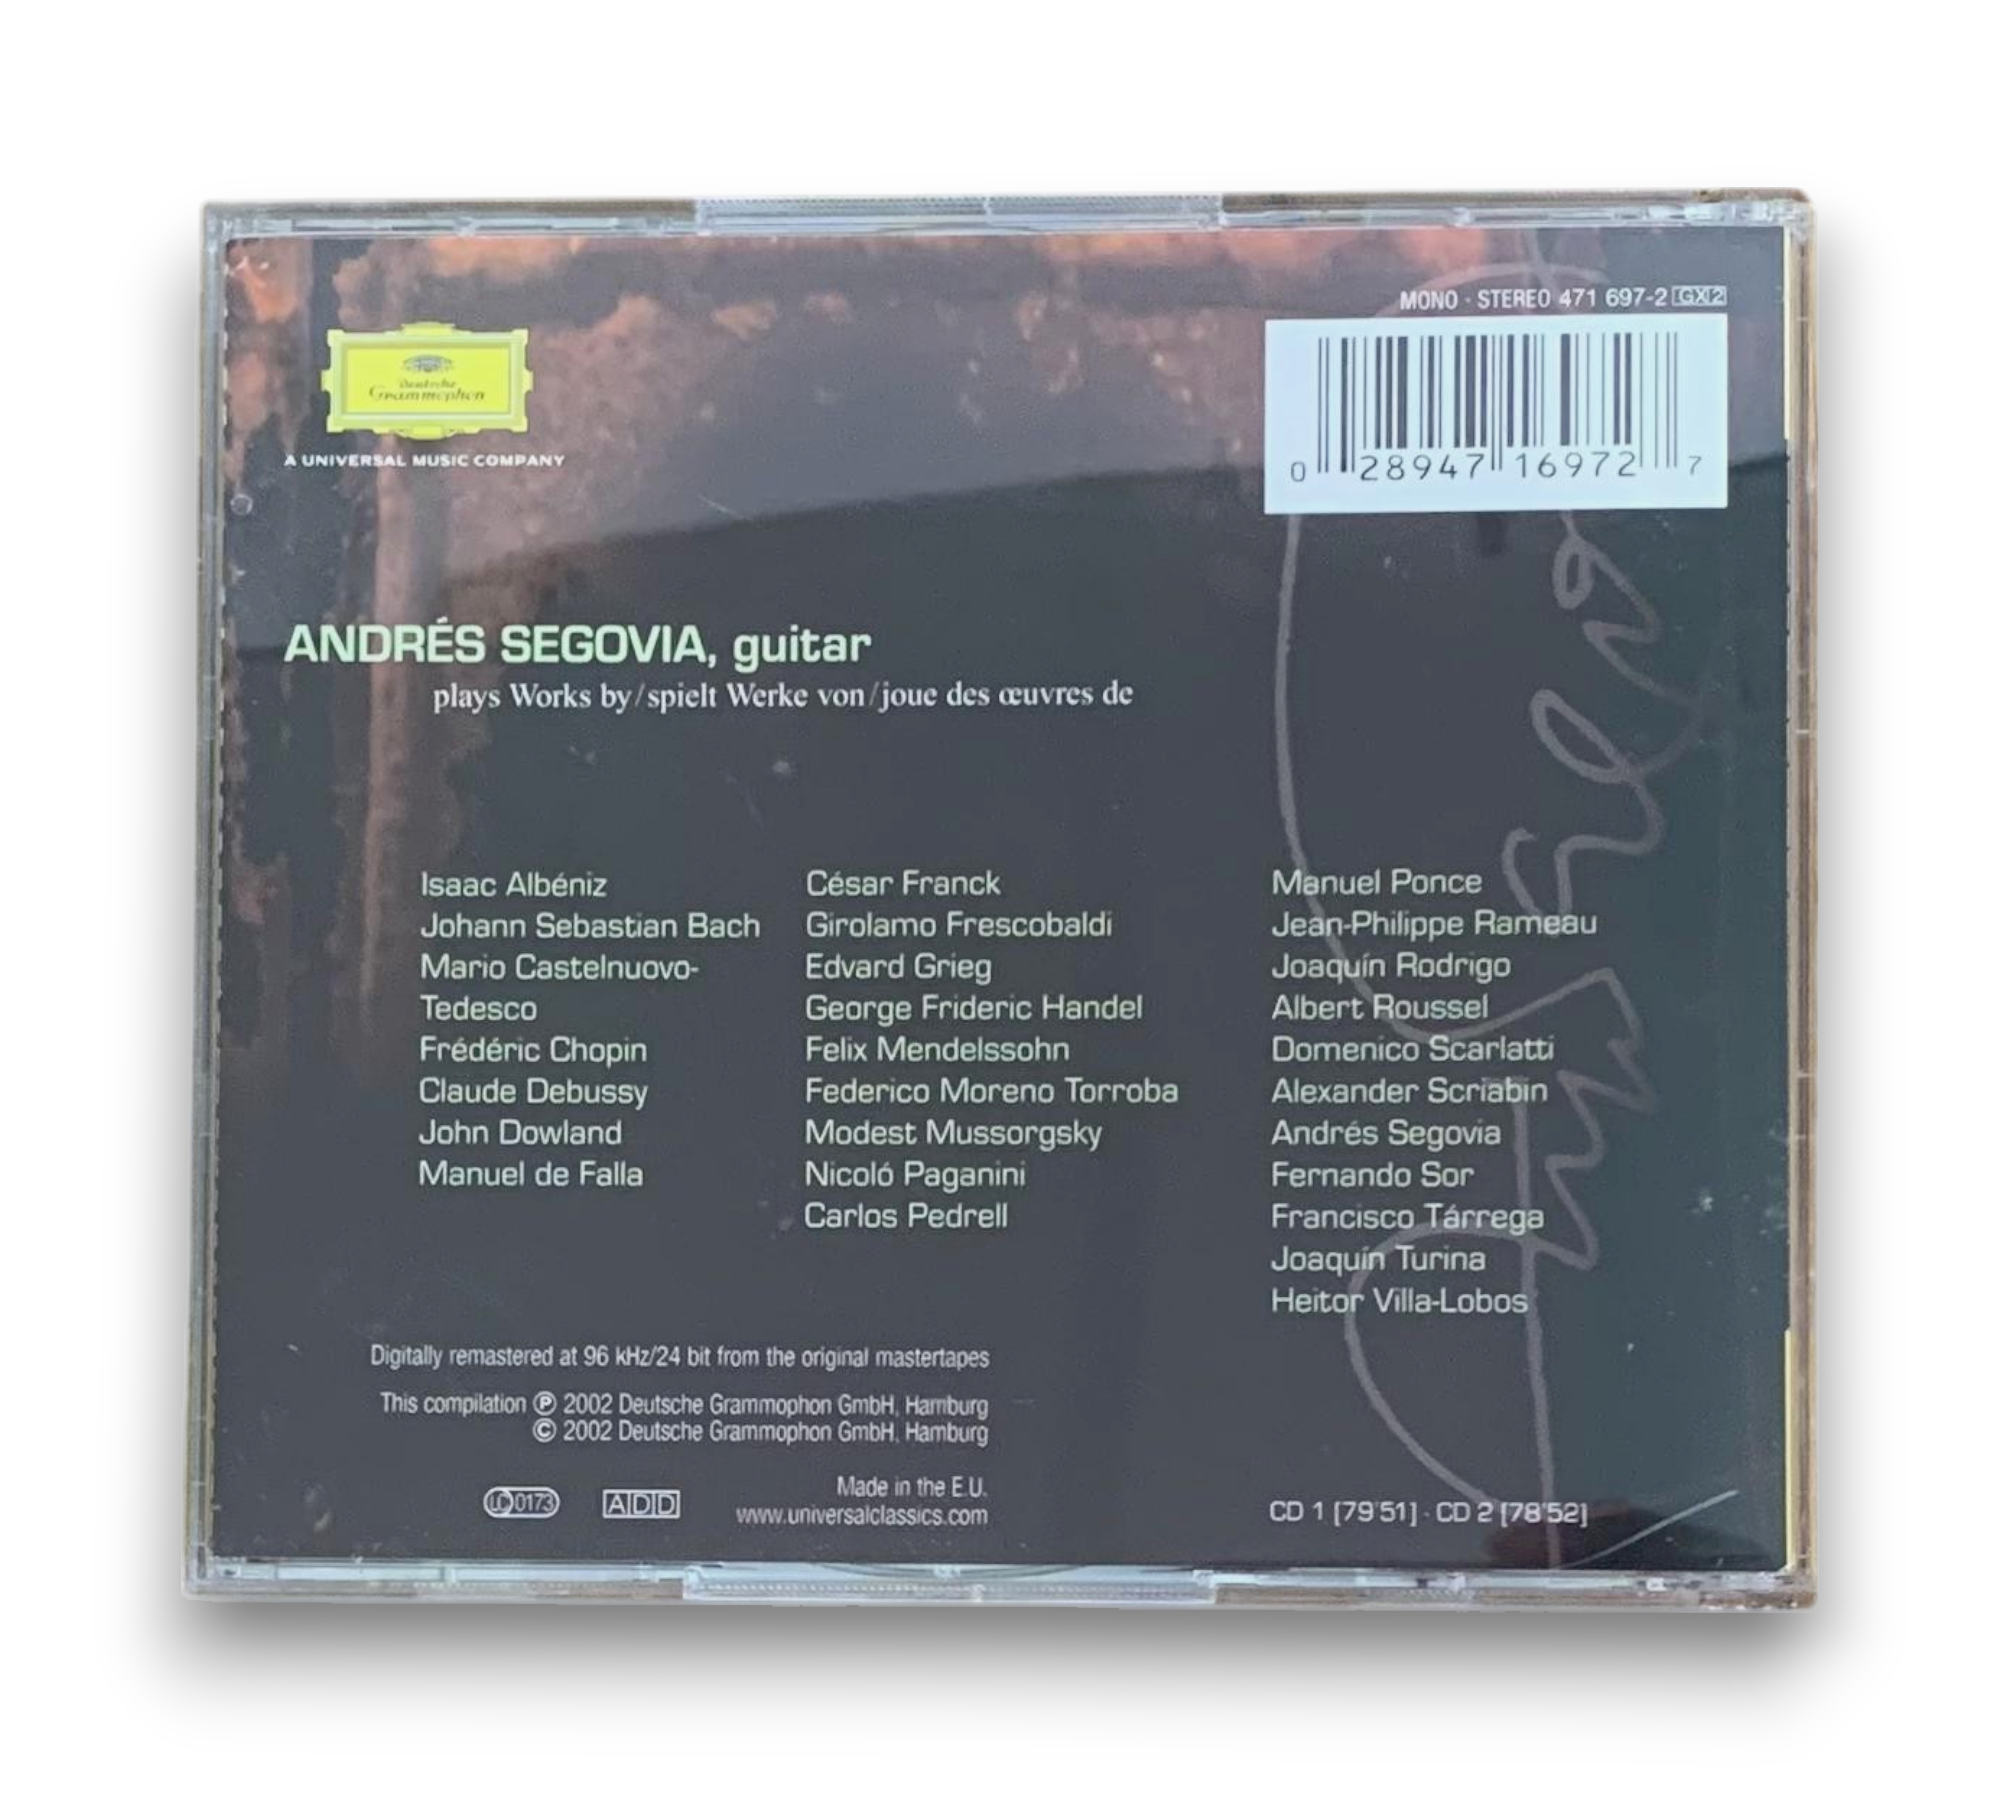 MONO · STEREO 471 697-2 GX 2
Deutsche
Grammophon
A UNIVERSAL MUSIC COMPANY
0 28947 16972 7
ANDRÉS SEGOVIA, guitar
plays Works by/spielt Werke von/joue des œuvres de
Isaac Albéniz
Johann Sebastian Bach
Mario Castelnuovo-
Tedesco
Frédéric Chopin
Claude Debussy
John Dowland
Manuel de Falla
César Franck
Girolamo Frescobaldi
Edvard Grieg
George Frideric Handel
Felix Mendelssohn
Federico Moreno Torroba
Modest Mussorgsky
Nicoló Paganini
Carlos Pedrell
Manuel Ponce
Jean-Philippe Rameau
Joaquín Rodrigo
Albert Roussel
Domenico Scarlatti
Alexander Scriabin
Andrés Segovia
Fernando Sor
Francisco Tárrega
Joaquín Turina
Heitor Villa-Lobos
Digitally remastered at 96 kHz/24 bit from the original mastertapes
This compilation ℗ 2002 Deutsche Grammophon GmbH, Hamburg
© 2002 Deutsche Grammophon GmbH, Hamburg
LC 0173
ADD
Made in the E.U.
www.universalclassics.com
CD 1 [79'51] · CD 2 [78'52]